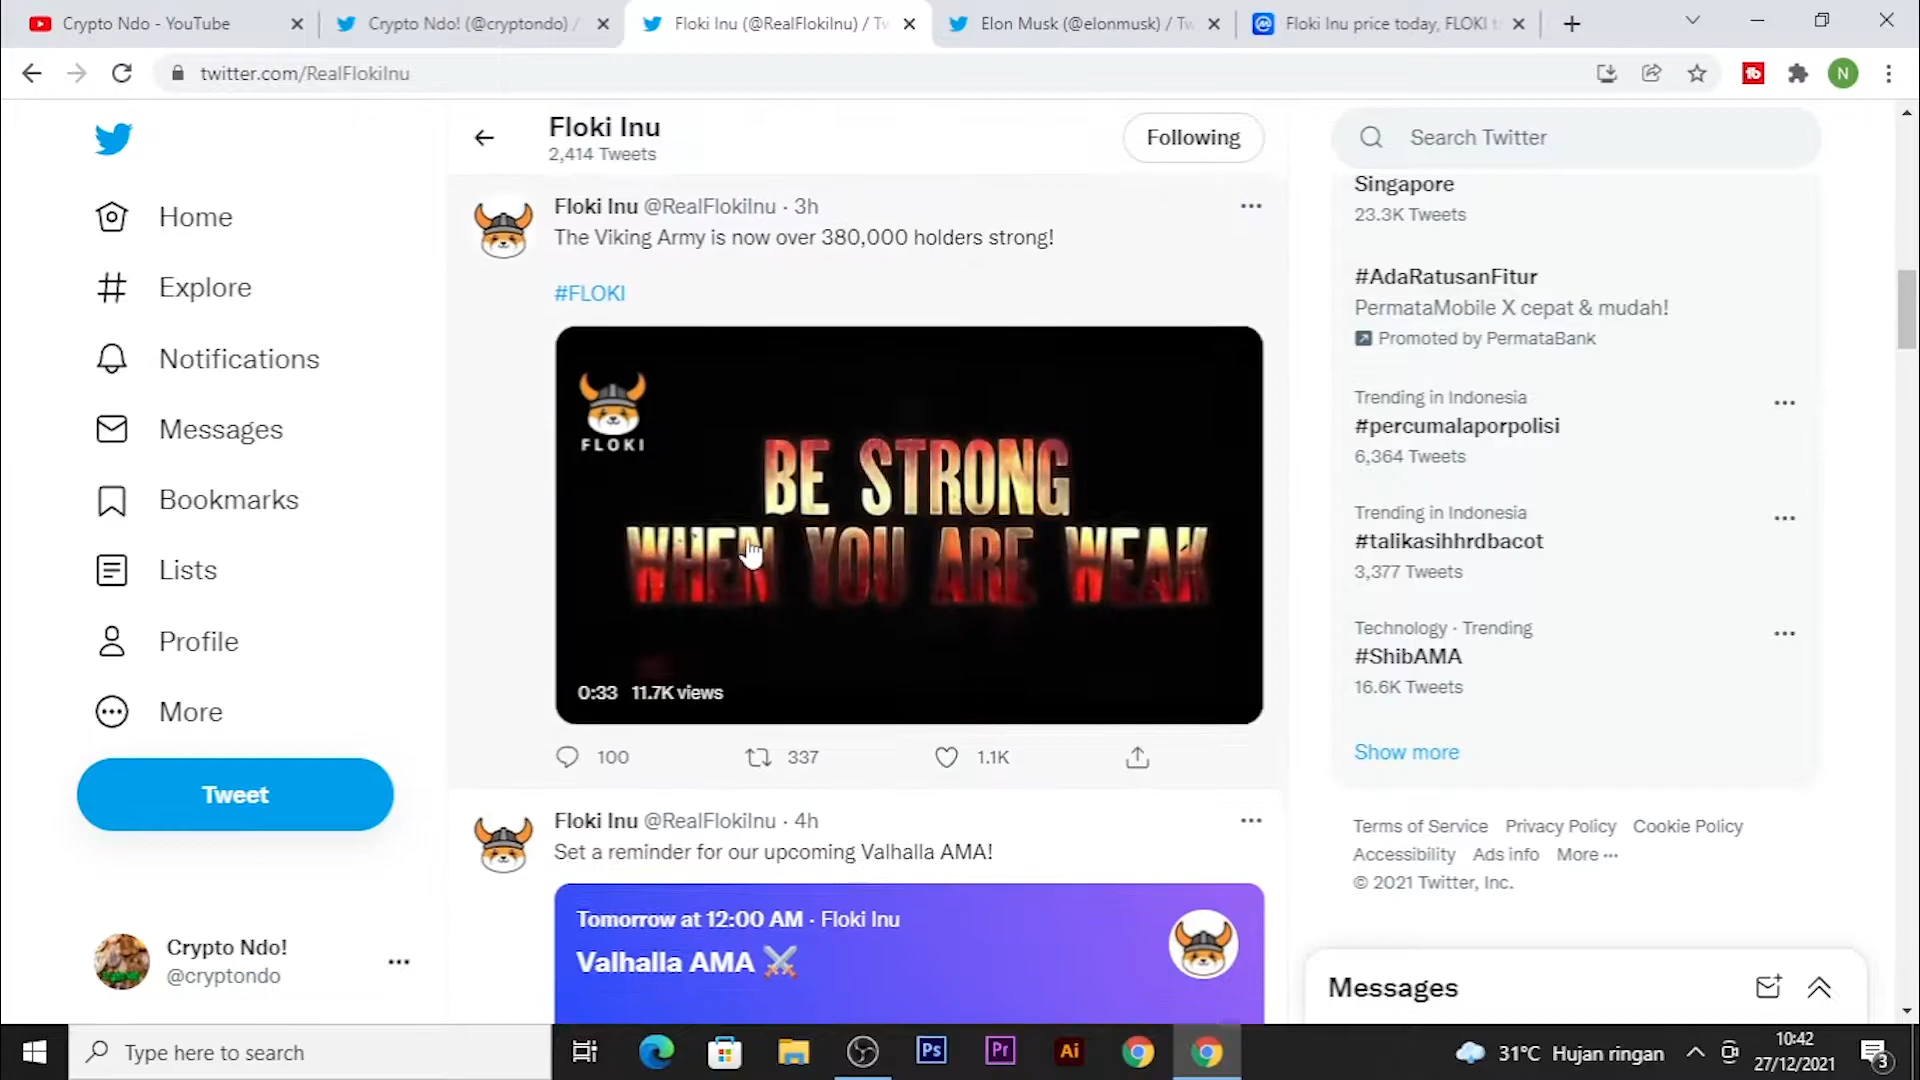 Crypto Ndo - YouTube
Crypto Ndo! (@cryptondo) /
Floki Inu (@RealFlokiInu) / Tw
Elon Musk (@elonmusk) / Tw
Floki Inu price today, FLOKI t
twitter.com/RealFlokiInu
N
Floki Inu
2,414 Tweets
Following
Search Twitter
Home
Explore
Notifications
Messages
Bookmarks
Lists
Profile
More
Tweet
Crypto Ndo!
@cryptondo
Floki Inu @RealFlokiInu · 3h
The Viking Army is now over 380,000 holders strong!
#FLOKI
FLOKI
BE STRONG
WHEN YOU ARE WEAK
0:33 11.7K views
100 337 1.1K
Floki Inu @RealFlokiInu · 4h
Set a reminder for our upcoming Valhalla AMA!
Tomorrow at 12:00 AM · Floki Inu
Valhalla AMA ⚔️
Singapore
23.3K Tweets
#AdaRatusanFitur
PermataMobile X cepat & mudah!
Promoted by PermataBank
Trending in Indonesia
#percumalaporpolisi
6,364 Tweets
Trending in Indonesia
#talikasihhrdbacot
3,377 Tweets
Technology · Trending
#ShibAMA
16.6K Tweets
Show more
Terms of Service Privacy Policy Cookie Policy
Accessibility Ads info More ···
© 2021 Twitter, Inc.
Messages
Type here to search
Ps
Pr
Ai
31°C Hujan ringan
10:42
27/12/2021
3